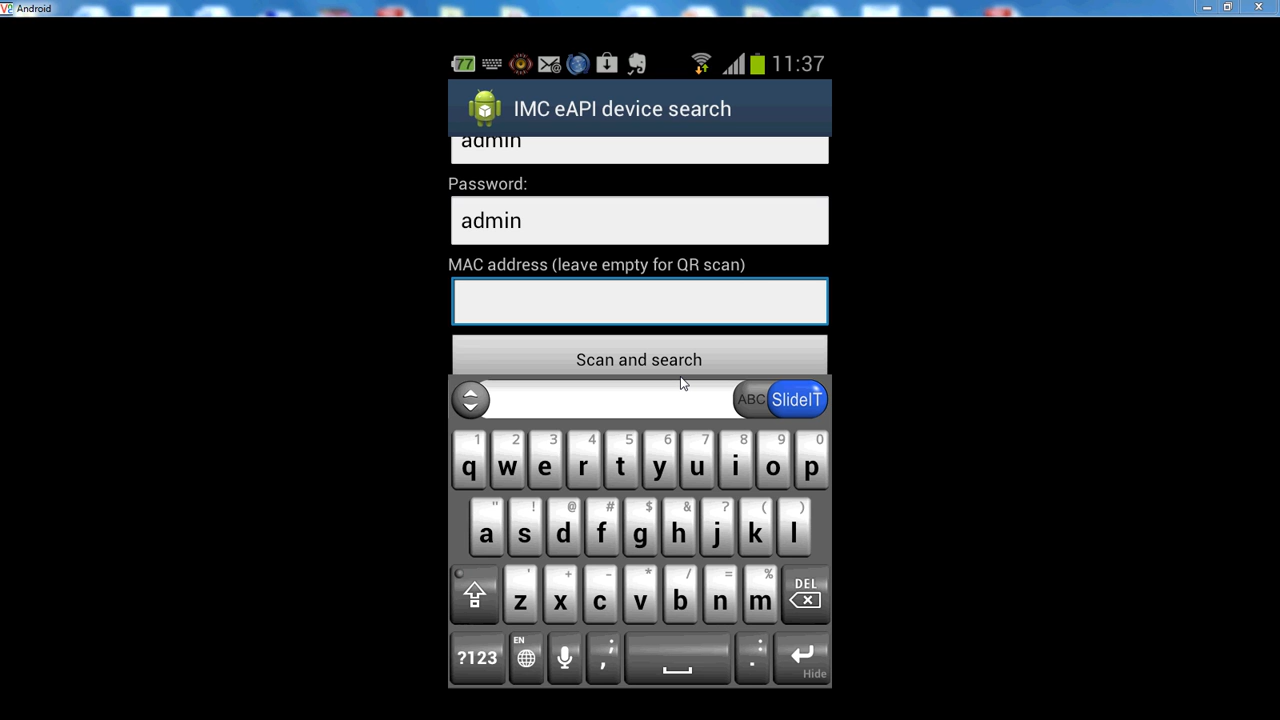 Android
77
11:37
IMC eAPI device search
admin
Password:
admin
MAC address (leave empty for QR scan)
Scan and search
ABC SlideIT
1 2 3 4 5 6 7 8 9 0
q w e r t y u i o p
" ! @ # $ & ? ( )
a s d f g h j k l
' + - * / = % DEL
z x c v b n m
EN ; :
?123 , .
Hide